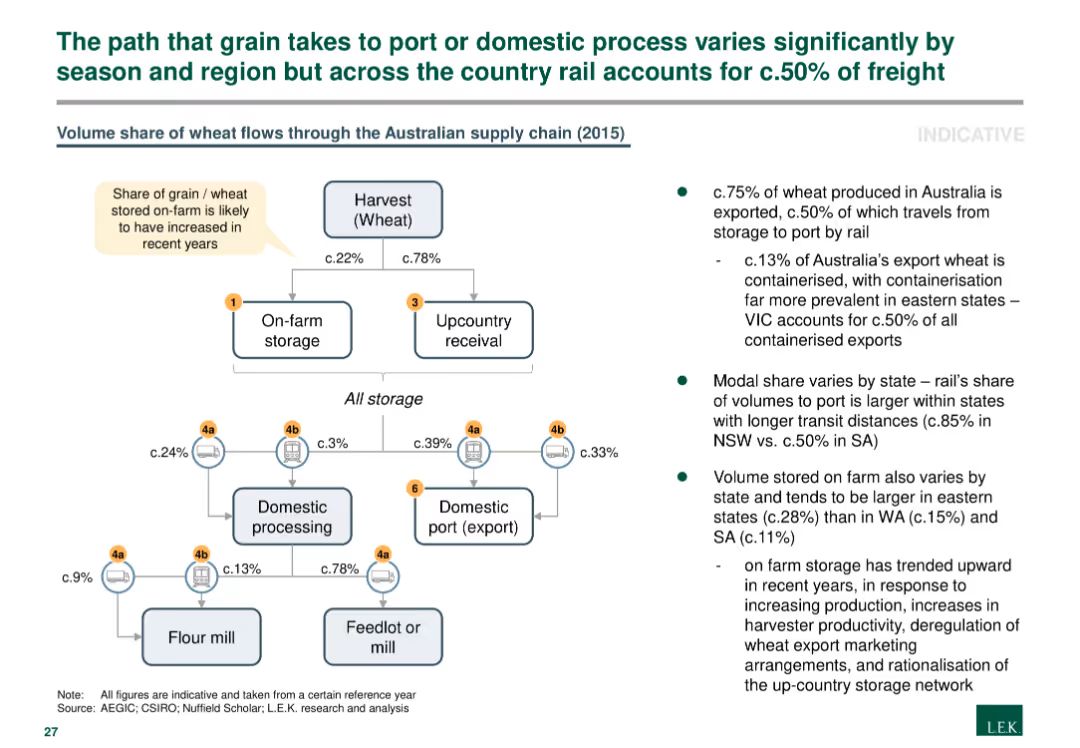 The path that grain takes to port or domestic process varies significantly by
season and region but across the country rail accounts for c.50% of freight
Volume share of wheat flows through the Australian supply chain (2015)
INDICATIVE
Share of grain / wheat
stored on-farm is likely
to have increased in
recent years
Harvest
(Wheat)
c.22%
c.78%
1
On-farm
storage
3
Upcountry
receival
All storage
4a
4b
4a
4b
c.24%
c.3%
c.39%
c.33%
Domestic
processing
6
Domestic
port (export)
4a
4b
4a
c.9%
c.13%
c.78%
Flour mill
Feedlot or
mill
c.75% of wheat produced in Australia is
exported, c.50% of which travels from
storage to port by rail
- c.13% of Australia's export wheat is
containerised, with containerisation
far more prevalent in eastern states –
VIC accounts for c.50% of all
containerised exports
Modal share varies by state – rail's share
of volumes to port is larger within states
with longer transit distances (c.85% in
NSW vs. c.50% in SA)
Volume stored on farm also varies by
state and tends to be larger in eastern
states (c.28%) than in WA (c.15%) and
SA (c.11%)
- on farm storage has trended upward
in recent years, in response to
increasing production, increases in
harvester productivity, deregulation of
wheat export marketing
arrangements, and rationalisation of
the up-country storage network
Note: All figures are indicative and taken from a certain reference year
Source: AEGIC; CSIRO; Nuffield Scholar; L.E.K. research and analysis
27
L.E.K.